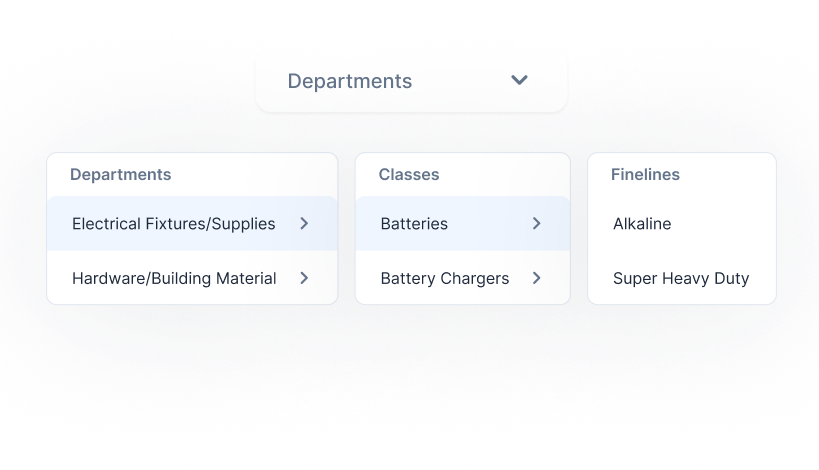 Departments
Departments
Electrical Fixtures/Supplies
Hardware/Building Material
Classes
Batteries
Battery Chargers
Finelines
Alkaline
Super Heavy Duty